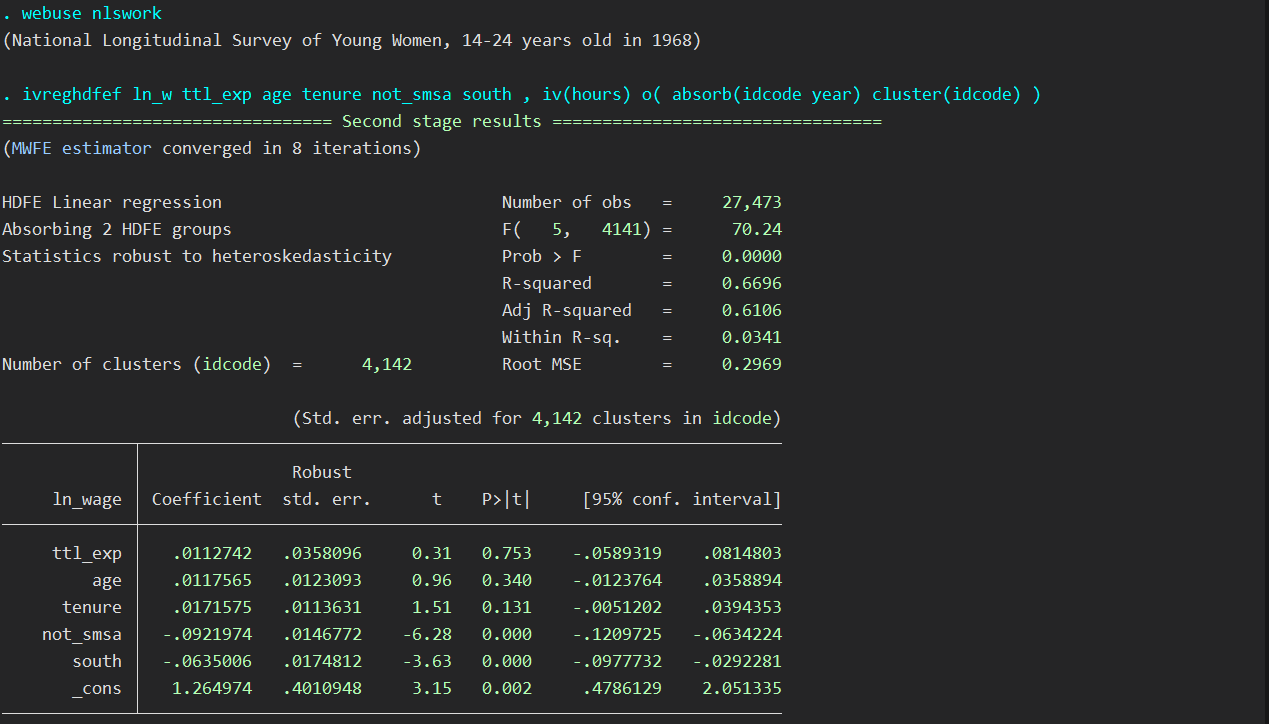 . webuse nlswork
(National Longitudinal Survey of Young Women, 14-24 years old in 1968)
. ivreghdfef ln_w ttl_exp age tenure not_smsa south , iv(hours) o( absorb(idcode year) cluster(idcode) )
================================= Second stage results =================================
(MWFE estimator converged in 8 iterations)
HDFE Linear regression Number of obs = 27,473
Absorbing 2 HDFE groups F( 5, 4141) = 70.24
Statistics robust to heteroskedasticity Prob > F = 0.0000
R-squared = 0.6696
Adj R-squared = 0.6106
Within R-sq. = 0.0341
Number of clusters (idcode) = 4,142 Root MSE = 0.2969
(Std. err. adjusted for 4,142 clusters in idcode)
Robust
ln_wage Coefficient std. err. t P>|t| [95% conf. interval]
ttl_exp .0112742 .0358096 0.31 0.753 -.0589319 .0814803
age .0117565 .0123093 0.96 0.340 -.0123764 .0358894
tenure .0171575 .0113631 1.51 0.131 -.0051202 .0394353
not_smsa -.0921974 .0146772 -6.28 0.000 -.1209725 -.0634224
south -.0635006 .0174812 -3.63 0.000 -.0977732 -.0292281
_cons 1.264974 .4010948 3.15 0.002 .4786129 2.051335